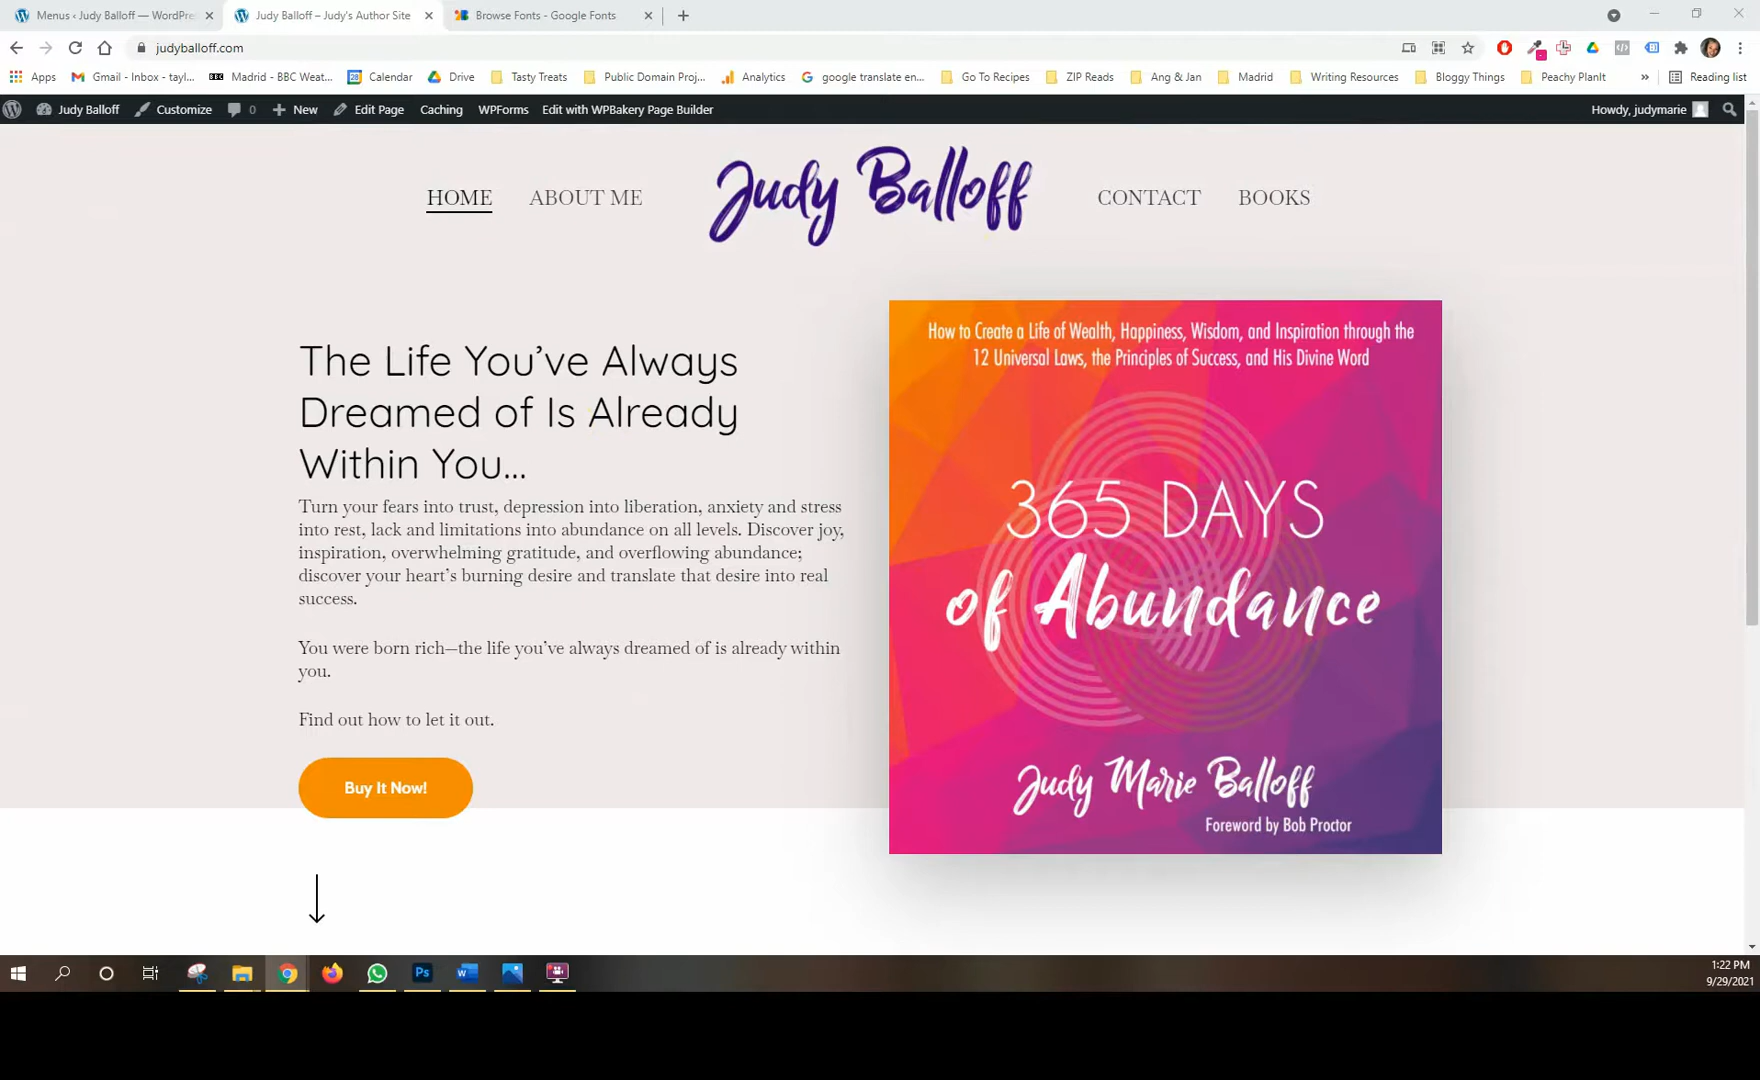 Menus ‹ Judy Balloff — WordPre
Judy Balloff – Judy's Author Site
Browse Fonts - Google Fonts
judyballoff.com
Apps
Gmail - Inbox - tayl...
Madrid - BBC Weat...
Calendar
Drive
Tasty Treats
Public Domain Proj...
Analytics
google translate en...
Go To Recipes
ZIP Reads
Ang & Jan
Madrid
Writing Resources
Bloggy Things
Peachy PlanIt
»
Reading list
Judy Balloff
Customize
0
New
Edit Page
Caching
WPForms
Edit with WPBakery Page Builder
Howdy, judymarie
HOME
ABOUT ME
Judy Balloff
CONTACT
BOOKS
The Life You’ve Always
Dreamed of Is Already
Within You...
Turn your fears into trust, depression into liberation, anxiety and stress
into rest, lack and limitations into abundance on all levels. Discover joy,
inspiration, overwhelming gratitude, and overflowing abundance;
discover your heart’s burning desire and translate that desire into real
success.
You were born rich—the life you’ve always dreamed of is already within
you.
Find out how to let it out.
Buy It Now!
How to Create a Life of Wealth, Happiness, Wisdom, and Inspiration through the
12 Universal Laws, the Principles of Success, and His Divine Word
365 DAYS
of Abundance
Judy Marie Balloff
Foreword by Bob Proctor
1:22 PM
9/29/2021